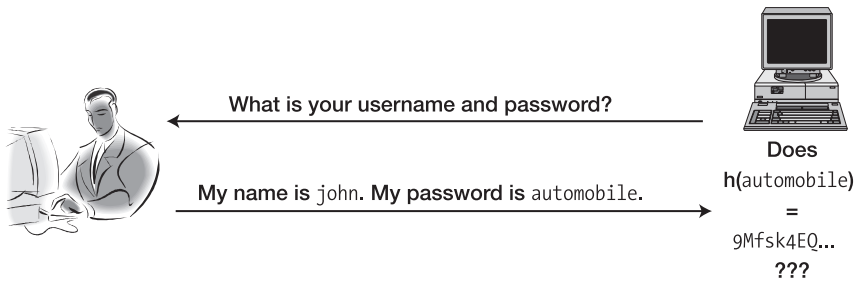 What is your username and password?
My name is john. My password is automobile.
Does
h(automobile)
=
9Mfsk4EQ...
???